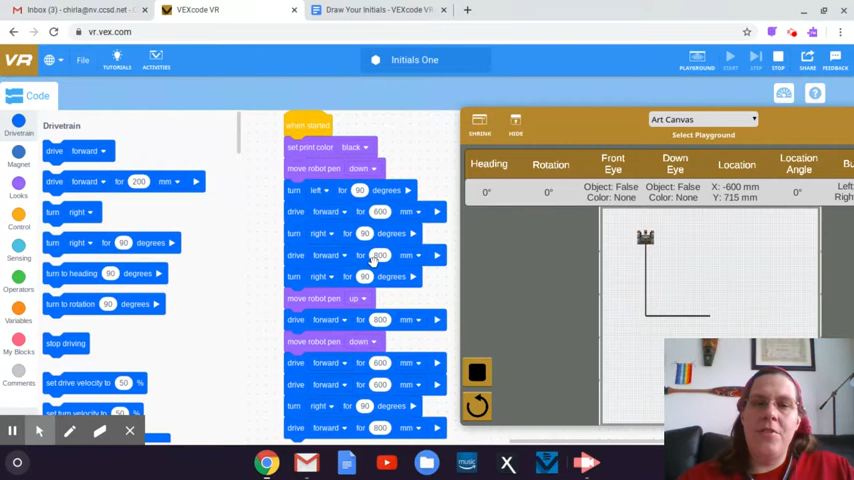 Inbox (3) - chirla@nv.ccsd.net -
VEXcode VR
Draw Your Initials - VEXcode VR
vr.vex.com
VR
File
TUTORIALS
ACTIVITIES
Initials One
PLAYGROUND
START
STEP
STOP
SHARE
FEEDBACK
Code
Drivetrain
Drivetrain
Magnet
Looks
Control
Sensing
Operators
Variables
My Blocks
Comments
drive forward
drive forward for 200 mm
turn right
turn right for 90 degrees
turn to heading 90 degrees
turn to rotation 90 degrees
stop driving
set drive velocity to 50 %
set turn velocity to 50 %
when started
set print color black
move robot pen down
turn left for 90 degrees
drive forward for 600 mm
turn right for 90 degrees
drive forward for 800 mm
turn right for 90 degrees
move robot pen up
drive forward for 800 mm
move robot pen down
drive forward for 600 mm
drive forward for 600 mm
turn right for 90 degrees
drive forward for 800 mm
SHRINK
HIDE
Art Canvas
Select Playground
Heading
Rotation
Front Eye
Down Eye
Location
Location Angle
0°
0°
Object: False
Color: None
Object: False
Color: None
X: -600 mm
Y: 715 mm
0°
music